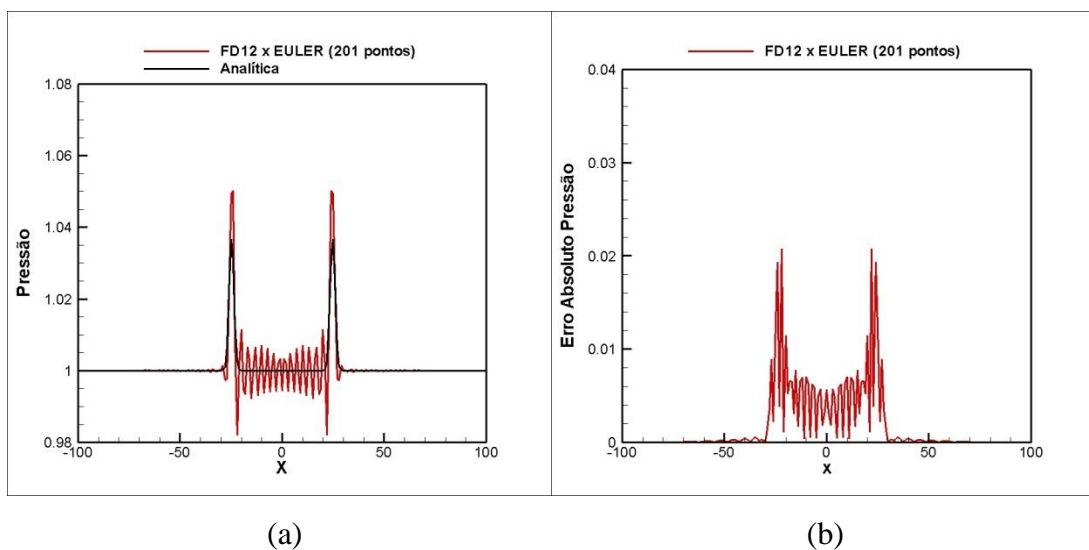 FD12 x EULER (201 pontos)
Analítica
1.08
1.06
1.04
1.02
1
0.98
Pressão
-100
-50
0
50
100
X
(a)
FD12 x EULER (201 pontos)
0.04
0.03
0.02
0.01
0
Erro Absoluto Pressão
-100
-50
0
50
100
x
(b)